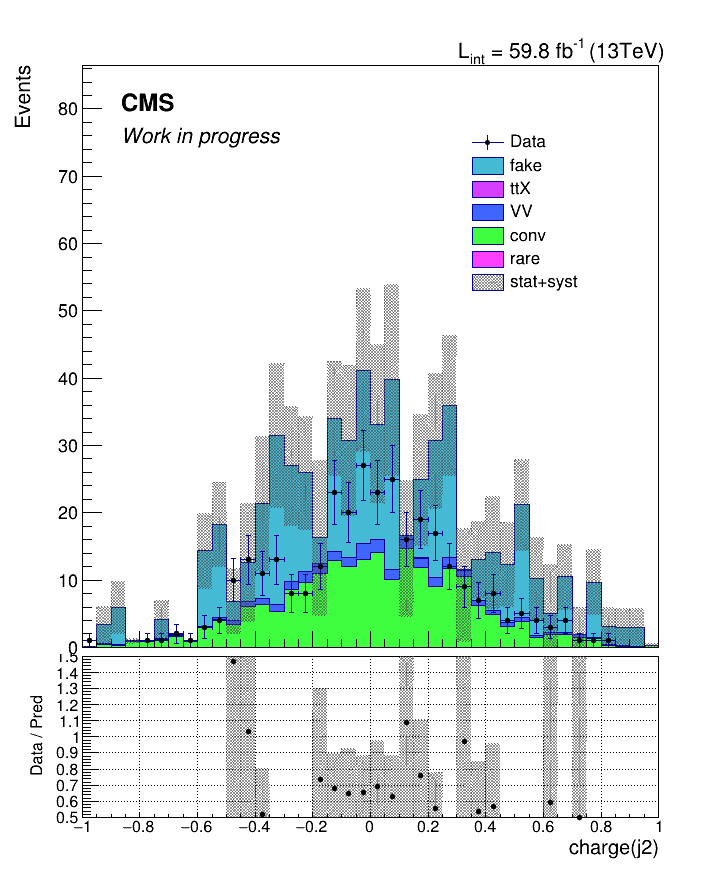 L_int = 59.8 fb^-1 (13TeV)
Events
CMS
Work in progress
Data
fake
ttX
VV
conv
rare
stat+syst
80
70
60
50
40
30
20
10
0
Data / Pred
1.5
1.4
1.3
1.2
1.1
1
0.9
0.8
0.7
0.6
0.5
−1 −0.8 −0.6 −0.4 −0.2 0 0.2 0.4 0.6 0.8 1
charge(j2)